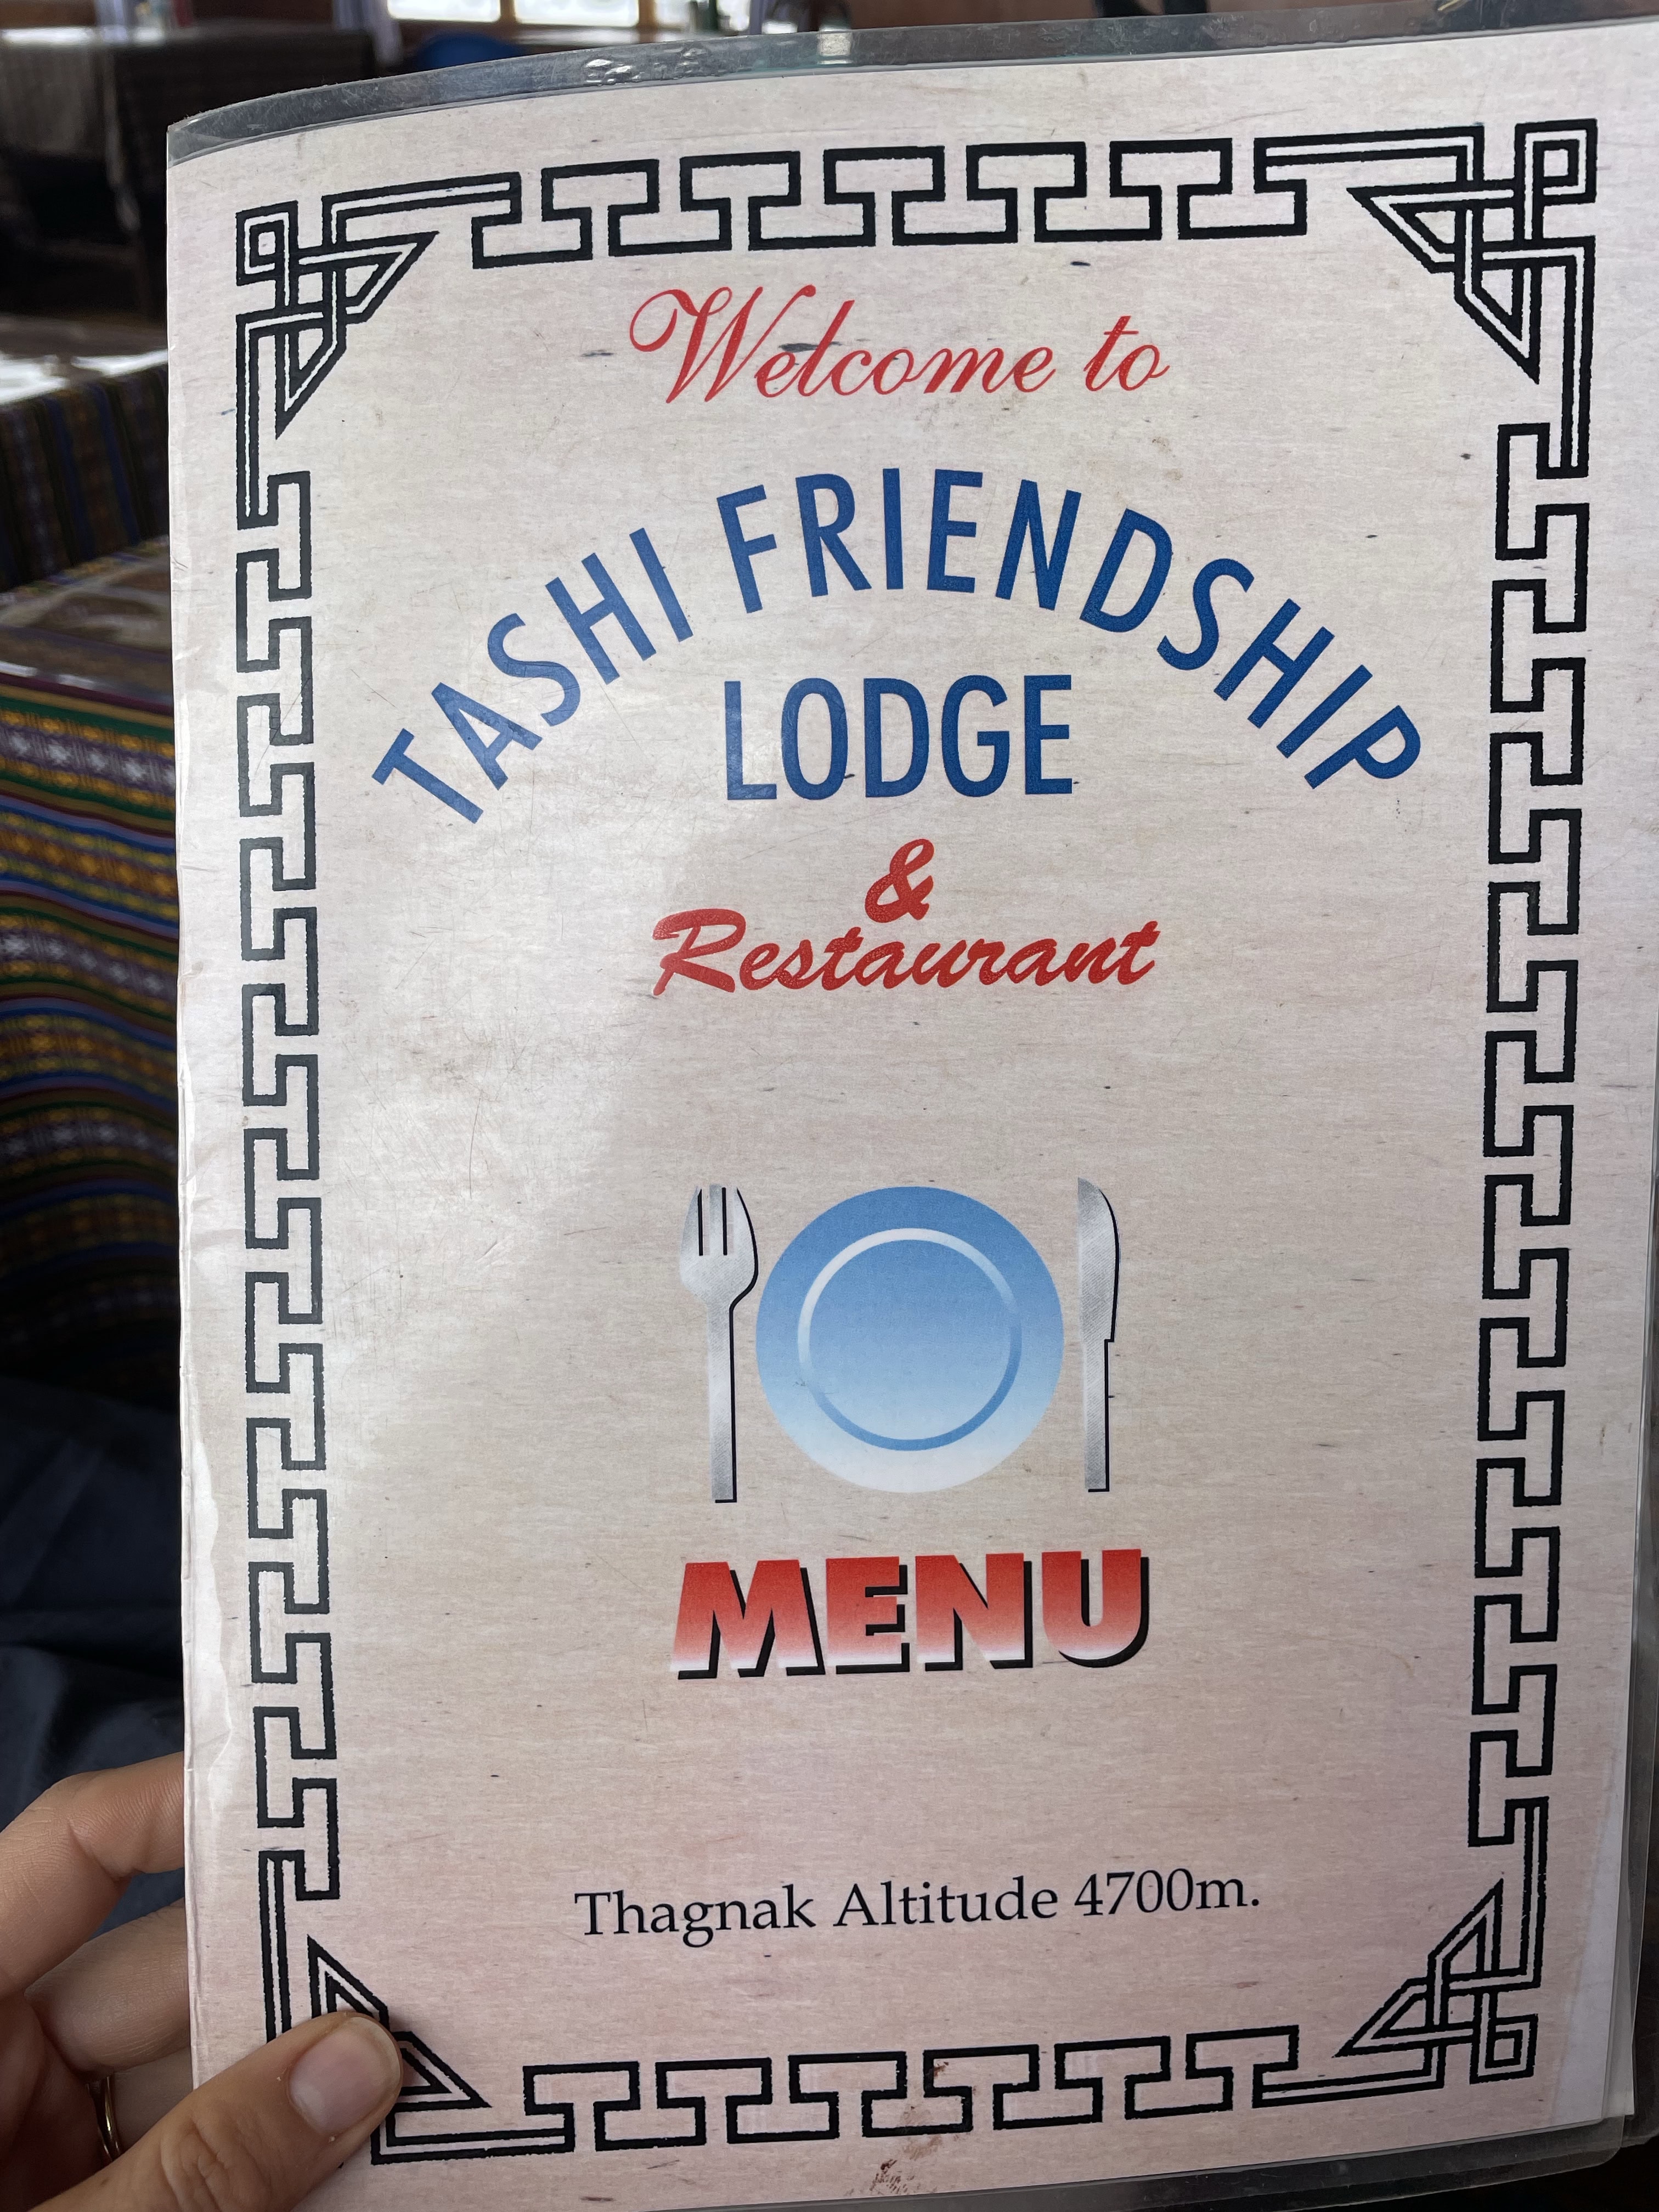 Welcome to
TASHI FRIENDSHIP
LODGE
&
Restaurant
MENU
Thagnak Altitude 4700m.